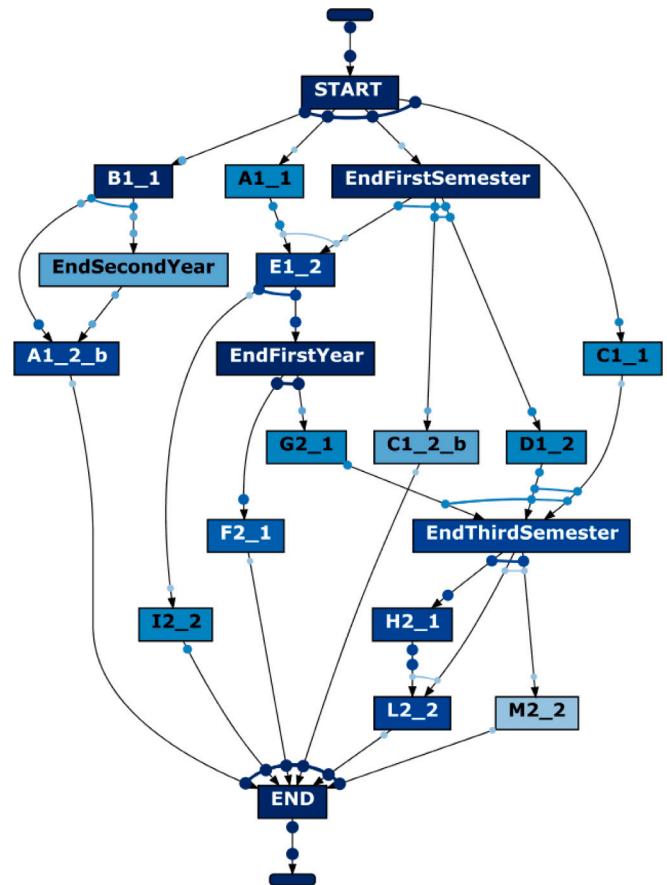 START
B1_1
A1_1
EndFirstSemester
EndSecondYear
E1_2
A1_2_b
EndFirstYear
C1_1
G2_1
C1_2_b
D1_2
F2_1
EndThirdSemester
I2_2
H2_1
L2_2
M2_2
END